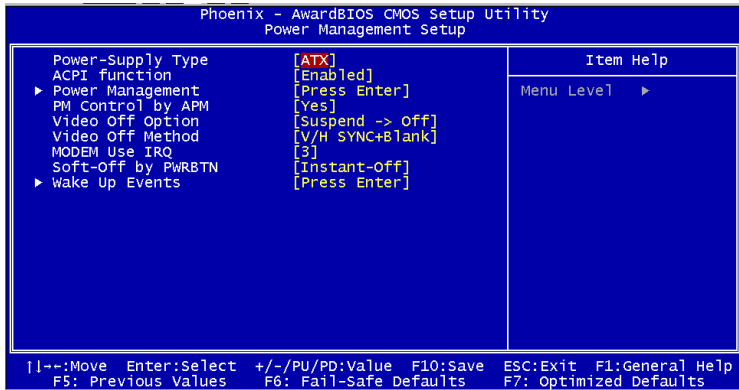 Phoenix - AwardBIOS CMOS Setup Utility
Power Management Setup
Power-Supply Type [ATX]
ACPI function [Enabled]
▶ Power Management [Press Enter]
PM Control by APM [Yes]
Video Off Option [Suspend -> Off]
Video Off Method [V/H SYNC+Blank]
MODEM Use IRQ [3]
Soft-Off by PWRBTN [Instant-Off]
▶ Wake Up Events [Press Enter]
Item Help
Menu Level ▶
↑↓→←:Move Enter:Select +/-/PU/PD:Value F10:Save ESC:Exit F1:General Help
F5: Previous Values F6: Fail-Safe Defaults F7: Optimized Defaults